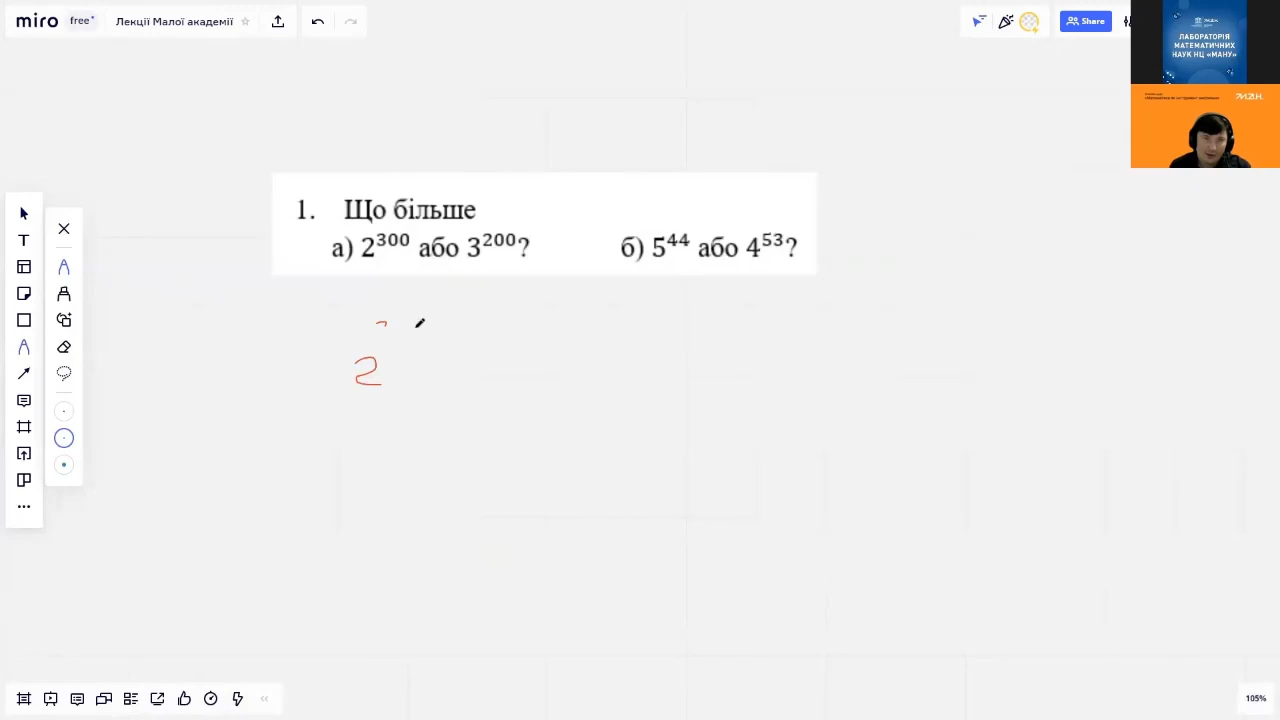 miro free
Лекції Малої академії
Share
ЛАБОРАТОРІЯ
МАТЕМАТИЧНИХ
НАУК НЦ «МАНУ»
1. Що більше
а) 2³⁰⁰ або 3²⁰⁰? б) 5⁴⁴ або 4⁵³?
2
105%